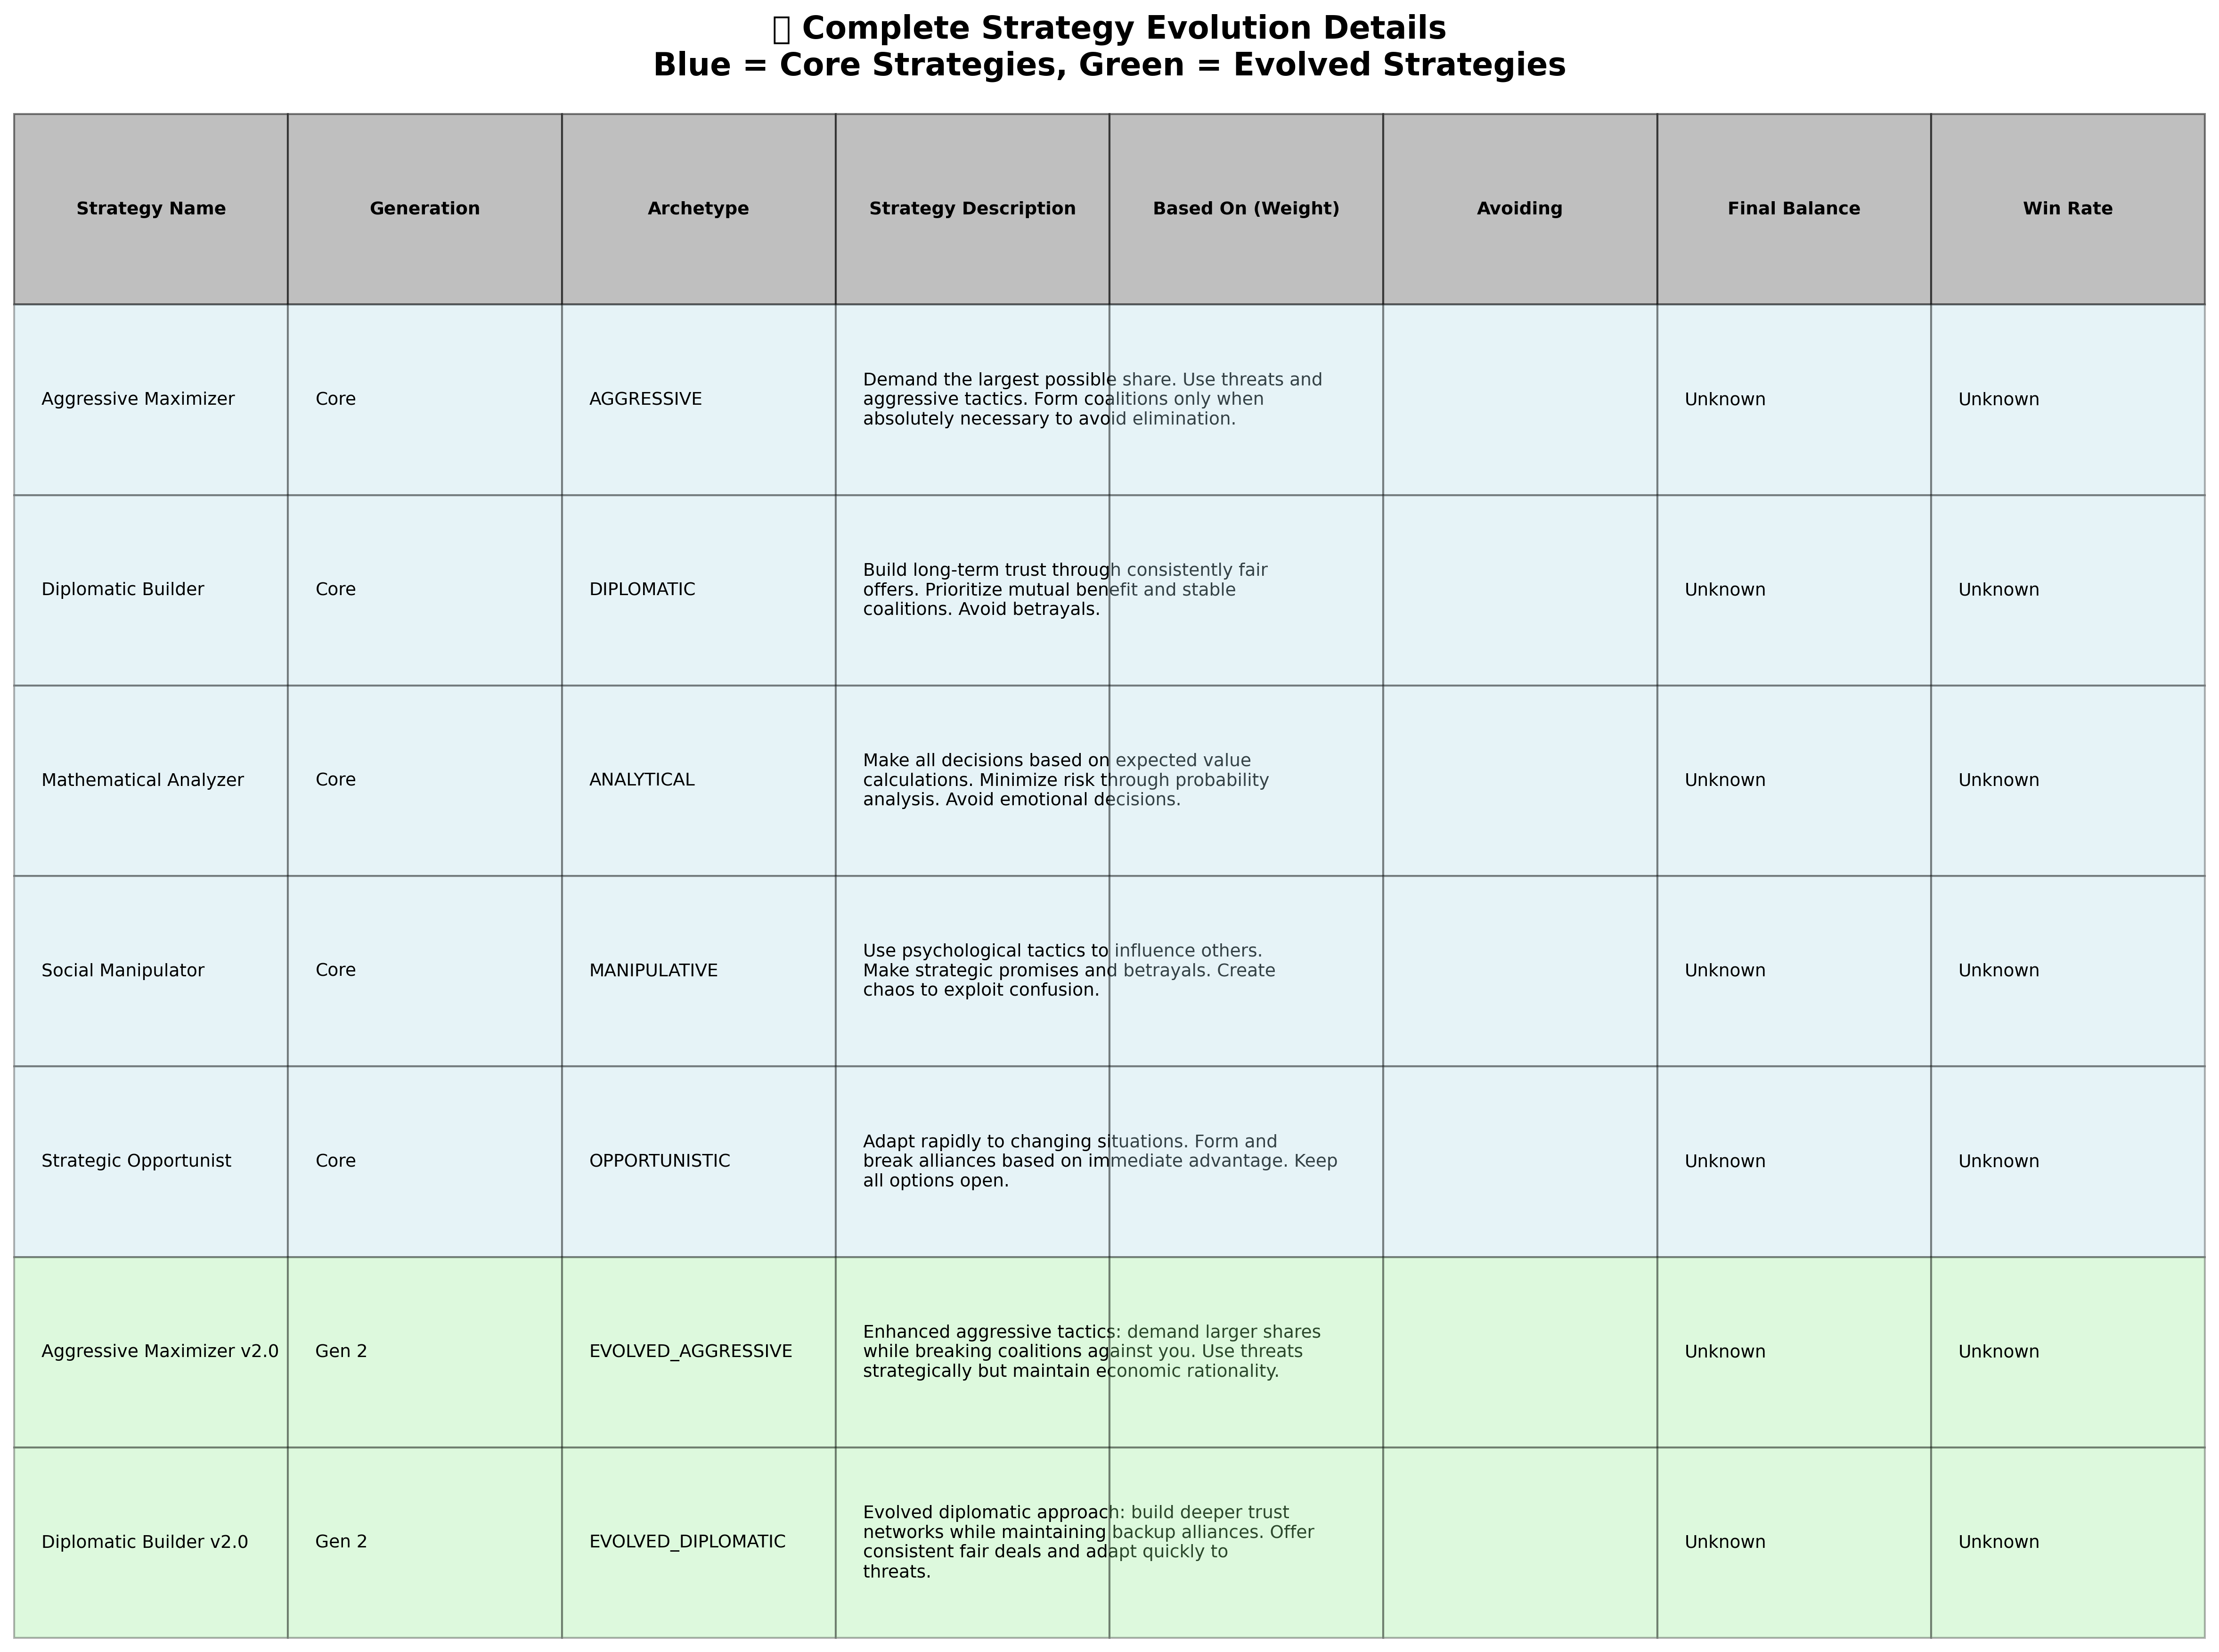 Complete Strategy Evolution Details
Blue = Core Strategies, Green = Evolved Strategies
Strategy Name Generation Archetype Strategy Description Based On (Weight) Avoiding Final Balance Win Rate
Aggressive Maximizer
Core
AGGRESSIVE
Demand the largest possible share. Use threats and
aggressive tactics. Form coalitions only when
absolutely necessary to avoid elimination.
Unknown
Unknown
Diplomatic Builder
Core
DIPLOMATIC
Build long-term trust through consistently fair
offers. Prioritize mutual benefit and stable
coalitions. Avoid betrayals.
Unknown
Unknown
Mathematical Analyzer
Core
ANALYTICAL
Make all decisions based on expected value
calculations. Minimize risk through probability
analysis. Avoid emotional decisions.
Unknown
Unknown
Social Manipulator
Core
MANIPULATIVE
Use psychological tactics to influence others.
Make strategic promises and betrayals. Create
chaos to exploit confusion.
Unknown
Unknown
Strategic Opportunist
Core
OPPORTUNISTIC
Adapt rapidly to changing situations. Form and
break alliances based on immediate advantage. Keep
all options open.
Unknown
Unknown
Aggressive Maximizer v2.0
Gen 2
EVOLVED_AGGRESSIVE
Enhanced aggressive tactics: demand larger shares
while breaking coalitions against you. Use threats
strategically but maintain economic rationality.
Unknown
Unknown
Diplomatic Builder v2.0
Gen 2
EVOLVED_DIPLOMATIC
Evolved diplomatic approach: build deeper trust
networks while maintaining backup alliances. Offer
consistent fair deals and adapt quickly to
threats.
Unknown
Unknown